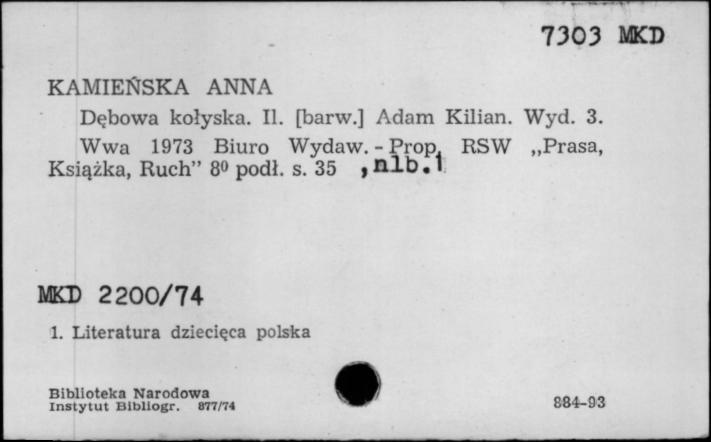 7303 MKD
KAMIEŃSKA ANNA
Dębowa kołyska. Il. [barw.] Adam Kilian. Wyd. 3.
Wwa 1973 Biuro Wydaw. - Prop. RSW „Prasa,
Książka, Ruch” 8⁰ podł. s. 35 , nlb. 1
MKD 2200/74
1. Literatura dziecięca polska
Biblioteka Narodowa
Instytut Bibliogr. 877/74
884-93